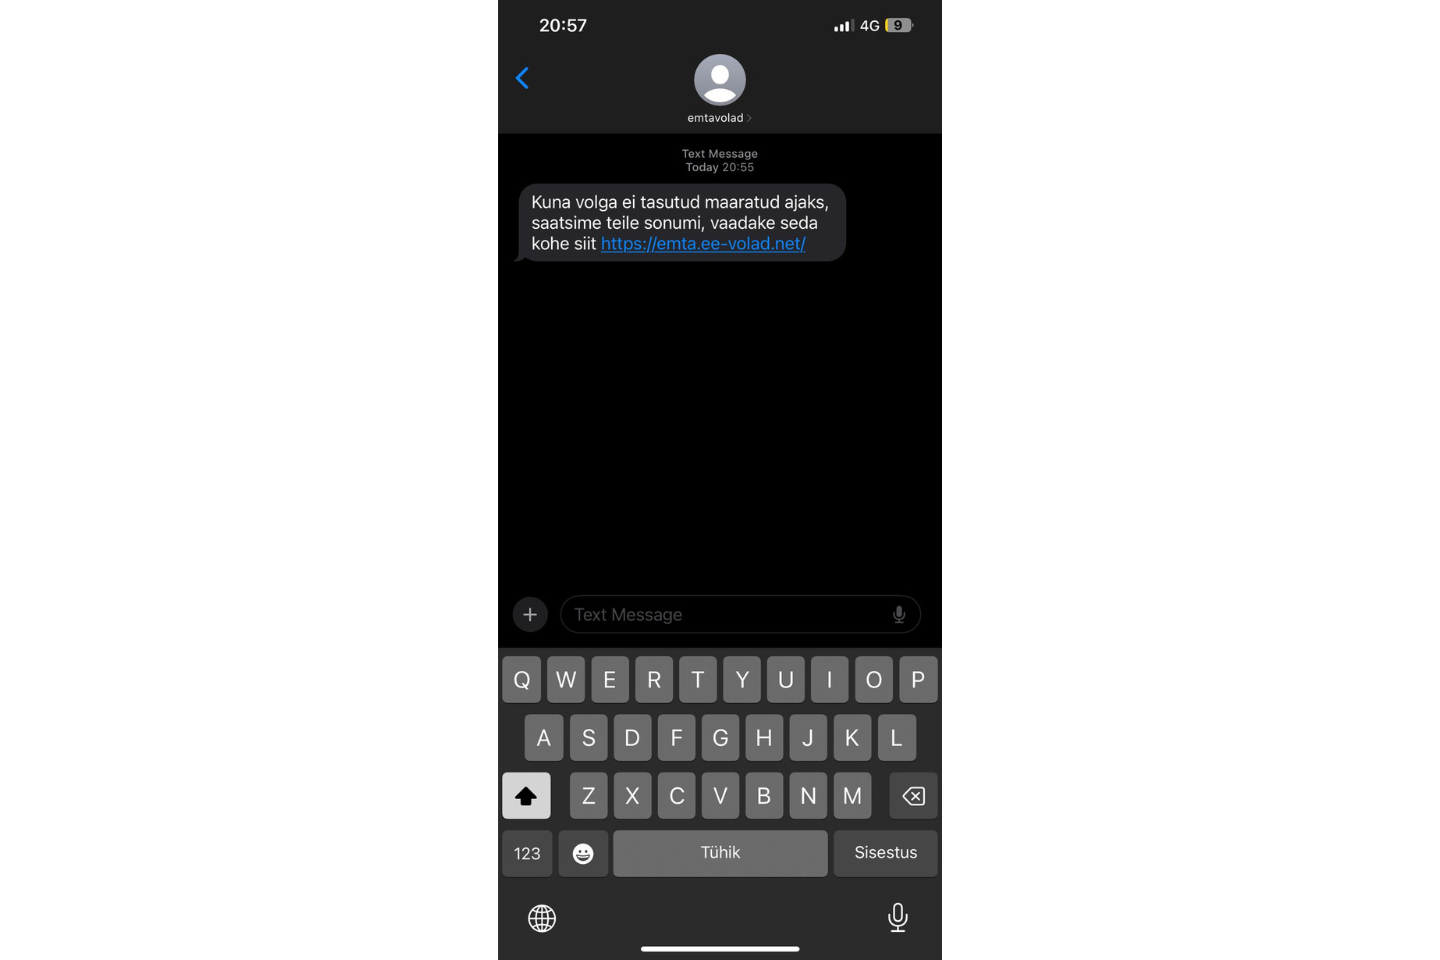 20:57
4G 9
emtavolad
Text Message
Today 20:55
Kuna volga ei tasutud maaratud ajaks,
saatsime teile sonumi, vaadake seda
kohe siit https://emta.ee-volad.net/
Text Message
Q W E R T Y U I O P
A S D F G H J K L
Z X C V B N M
123 Tühik Sisestus